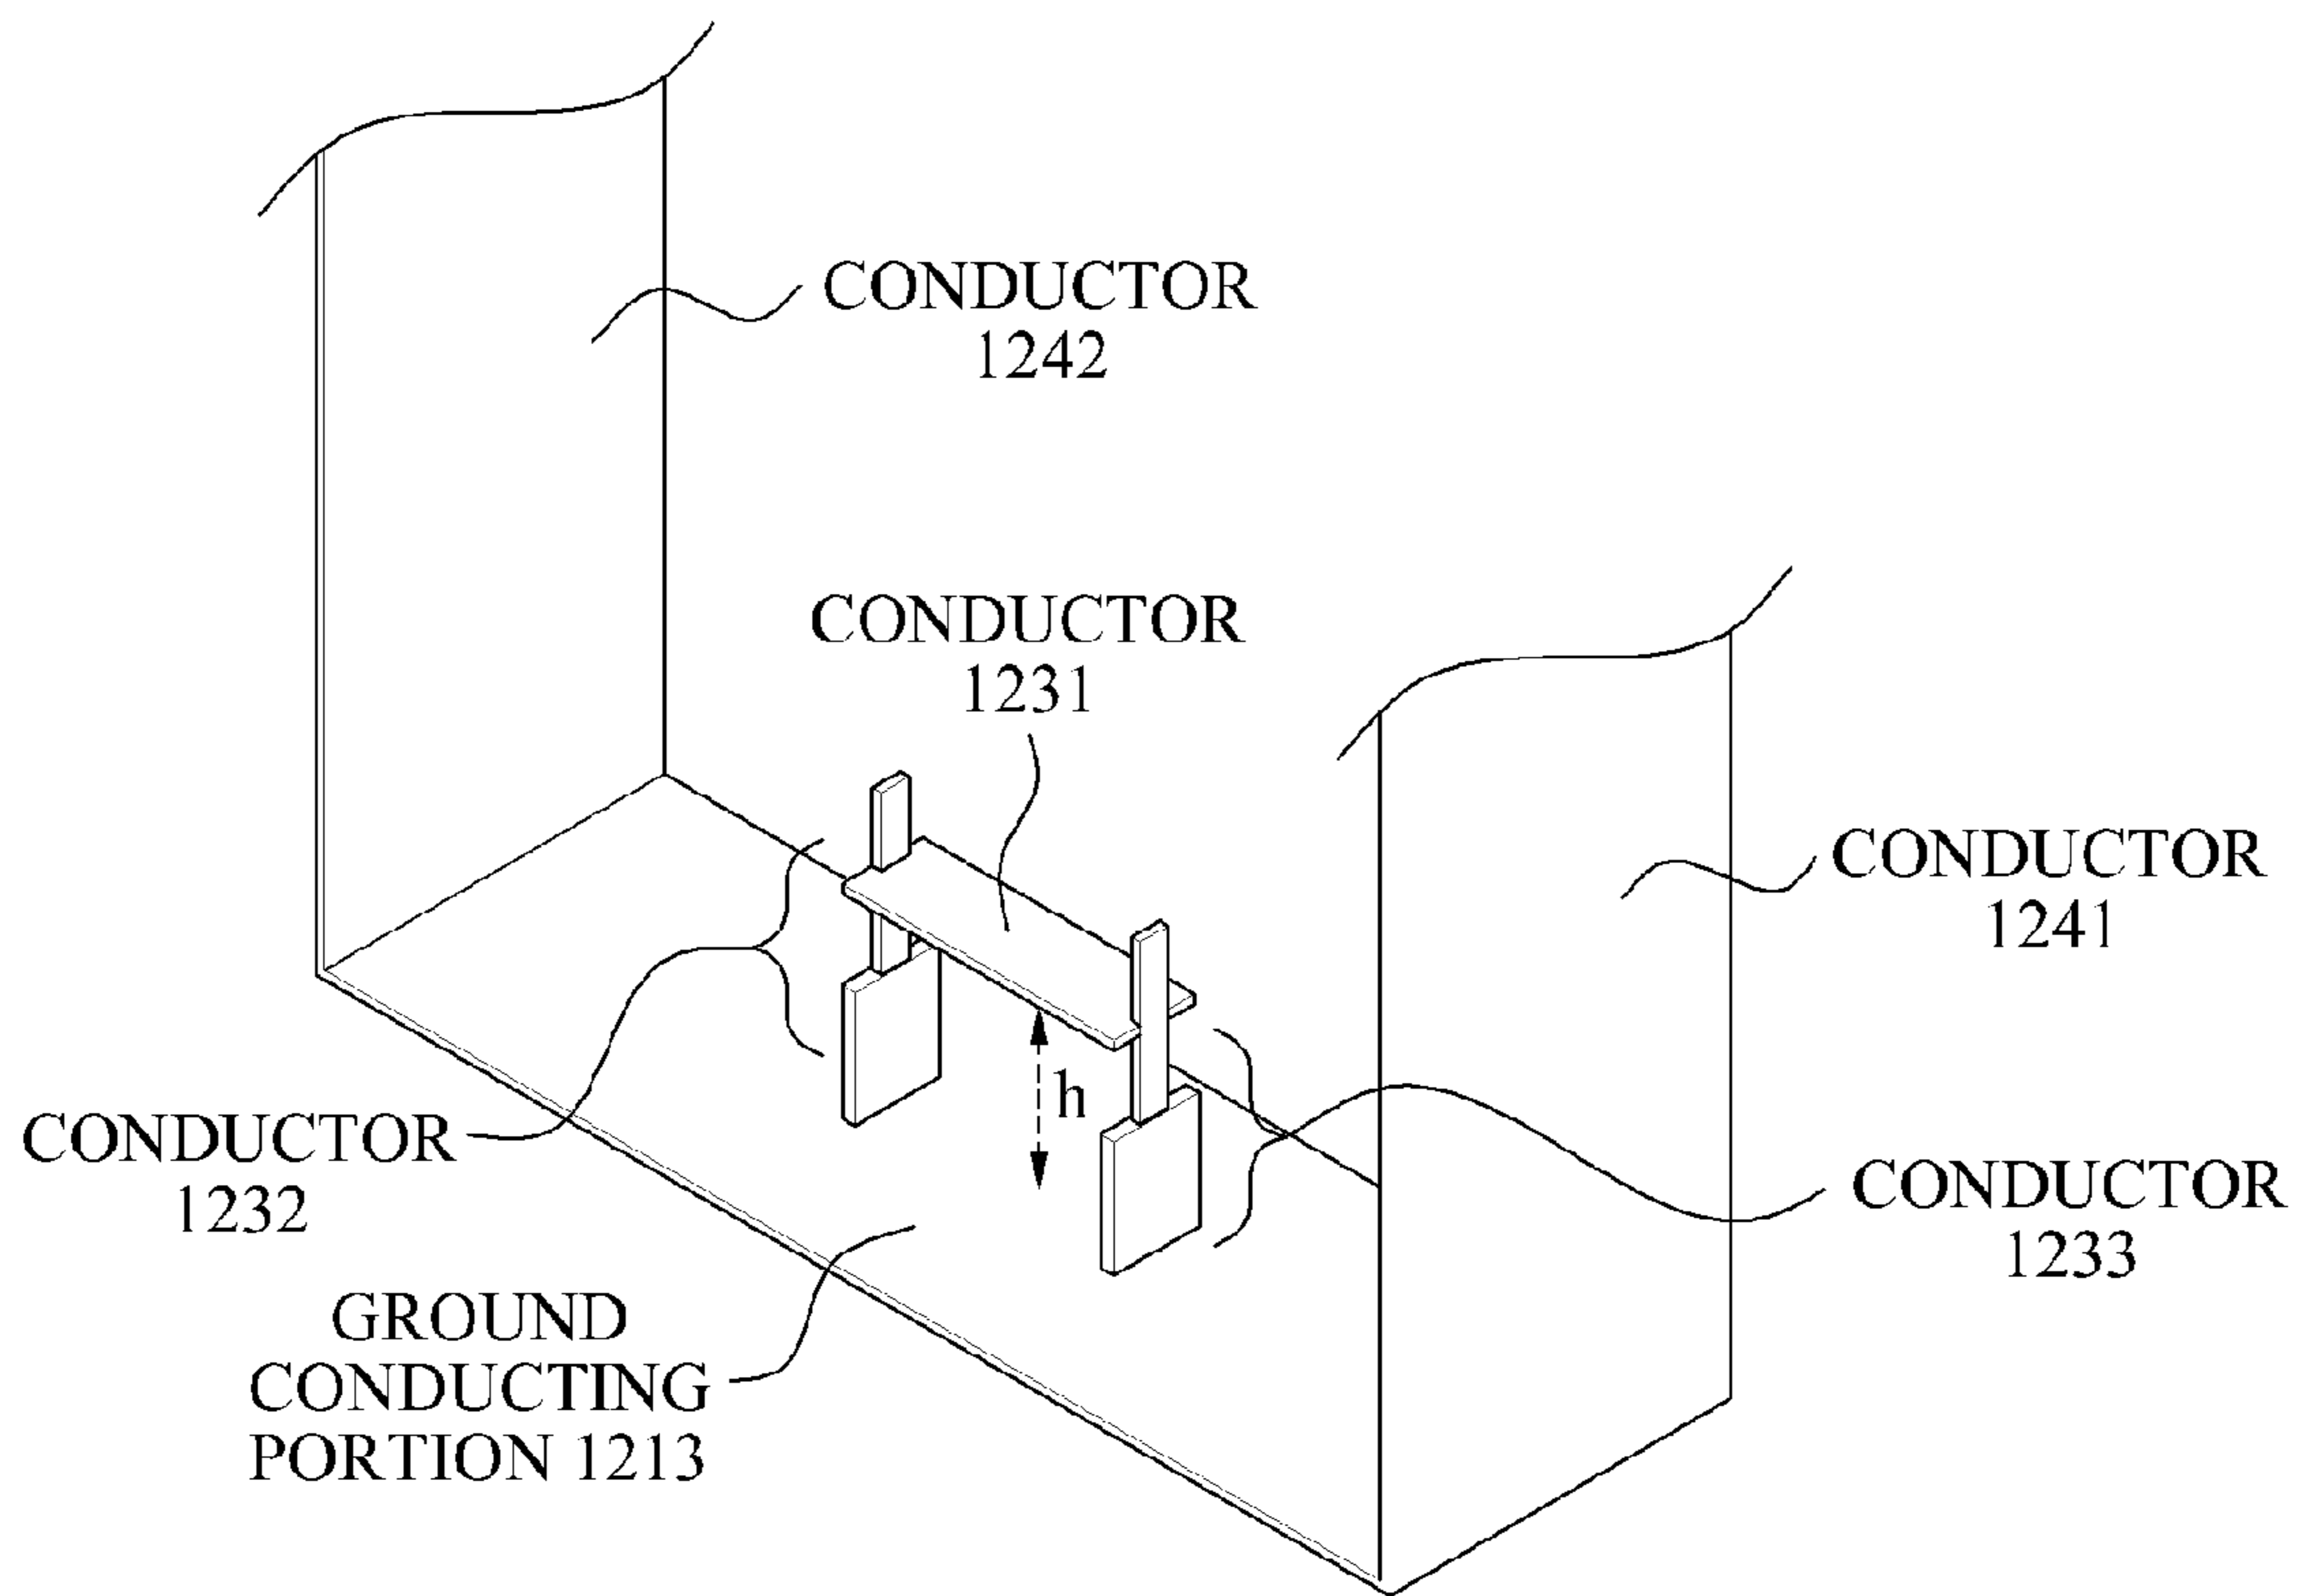 CONDUCTOR
1242
CONDUCTOR
1231
CONDUCTOR
1241
h
CONDUCTOR
1232
CONDUCTOR
1233
GROUND
CONDUCTING
PORTION 1213